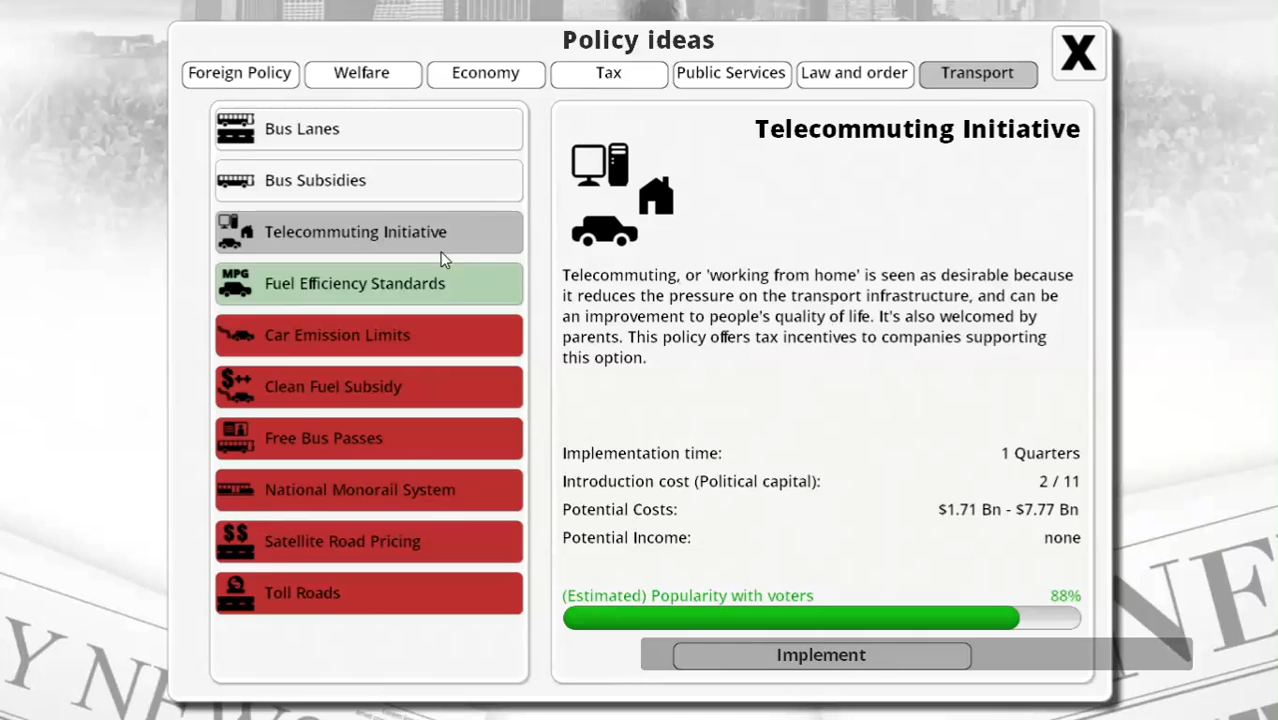 Policy ideas
X
Foreign Policy
Welfare
Economy
Tax
Public Services
Law and order
Transport
Bus Lanes
Bus Subsidies
Telecommuting Initiative
MPG
Fuel Efficiency Standards
Car Emission Limits
$++
Clean Fuel Subsidy
Free Bus Passes
National Monorail System
$$
Satellite Road Pricing
Toll Roads
Telecommuting Initiative
Telecommuting, or 'working from home' is seen as desirable because
it reduces the pressure on the transport infrastructure, and can be
an improvement to people's quality of life. It's also welcomed by
parents. This policy offers tax incentives to companies supporting
this option.
Implementation time: 1 Quarters
Introduction cost (Political capital): 2 / 11
Potential Costs: $1.71 Bn - $7.77 Bn
Potential Income: none
(Estimated) Popularity with voters 88%
Implement